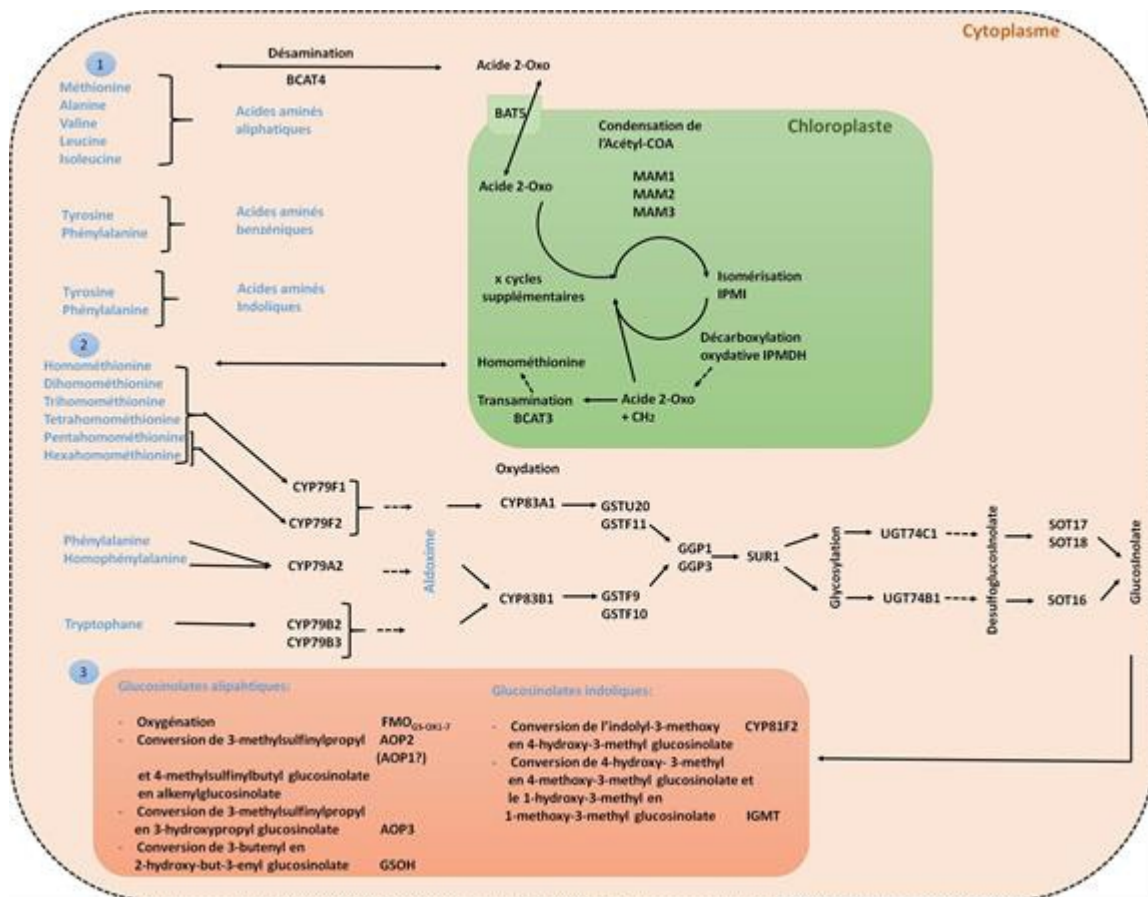 Cytoplasme
1
Désamination
BCAT4
Acide 2-Oxo
Méthionine
Alanine
Valine
Leucine
Isoleucine
Acides aminés
aliphatiques
BAT5
Chloroplaste
Condensation de
l'Acétyl-COA
Acide 2-Oxo
MAM1
MAM2
MAM3
Tyrosine
Phénylalanine
Acides aminés
benzéniques
x cycles
supplémentaires
Isomérisation
IPMI
Tyrosine
Phénylalanine
Acides aminés
Indoliques
Décarboxylation
oxydative IPMDH
2
Homométhionine
Dihomométhionine
Trihomométhionine
Tetrahomométhionine
Pentahomométhionine
Hexahomométhionine
Homométhionine
Transamination
BCAT3
Acide 2-Oxo
+ CH2
Oxydation
CYP79F1
CYP79F2
CYP83A1
GSTU20
GSTF11
Phénylalanine
Homophénylalanine
CYP79A2
Aldoxime
CYP83B1
GSTF9
GSTF10
GGP1
GGP3
SUR1
Glycosylation
UGT74C1
UGT74B1
Desulfoglucosinolate
SOT17
SOT18
SOT16
Glucosinolate
Tryptophane
CYP79B2
CYP79B3
3
Glucosinolates alipahtiques:
- Oxygénation FMOGS-OX1-7
- Conversion de 3-methylsulfinylpropyl AOP2
(AOP1?)
et 4-methylsulfinylbutyl glucosinolate
en alkenylglucosinolate
- Conversion de 3-methylsulfinylpropyl
en 3-hydroxypropyl glucosinolate AOP3
- Conversion de 3-butenyl en
2-hydroxy-but-3-enyl glucosinolate GSOH
Glucosinolates indoliques:
- Conversion de l'indolyl-3-methoxy CYP81F2
en 4-hydroxy-3-methyl glucosinolate
- Conversion de 4-hydroxy- 3-methyl
en 4-methoxy-3-methyl glucosinolate et
le 1-hydroxy-3-methyl en
1-methoxy-3-methyl glucosinolate IGMT